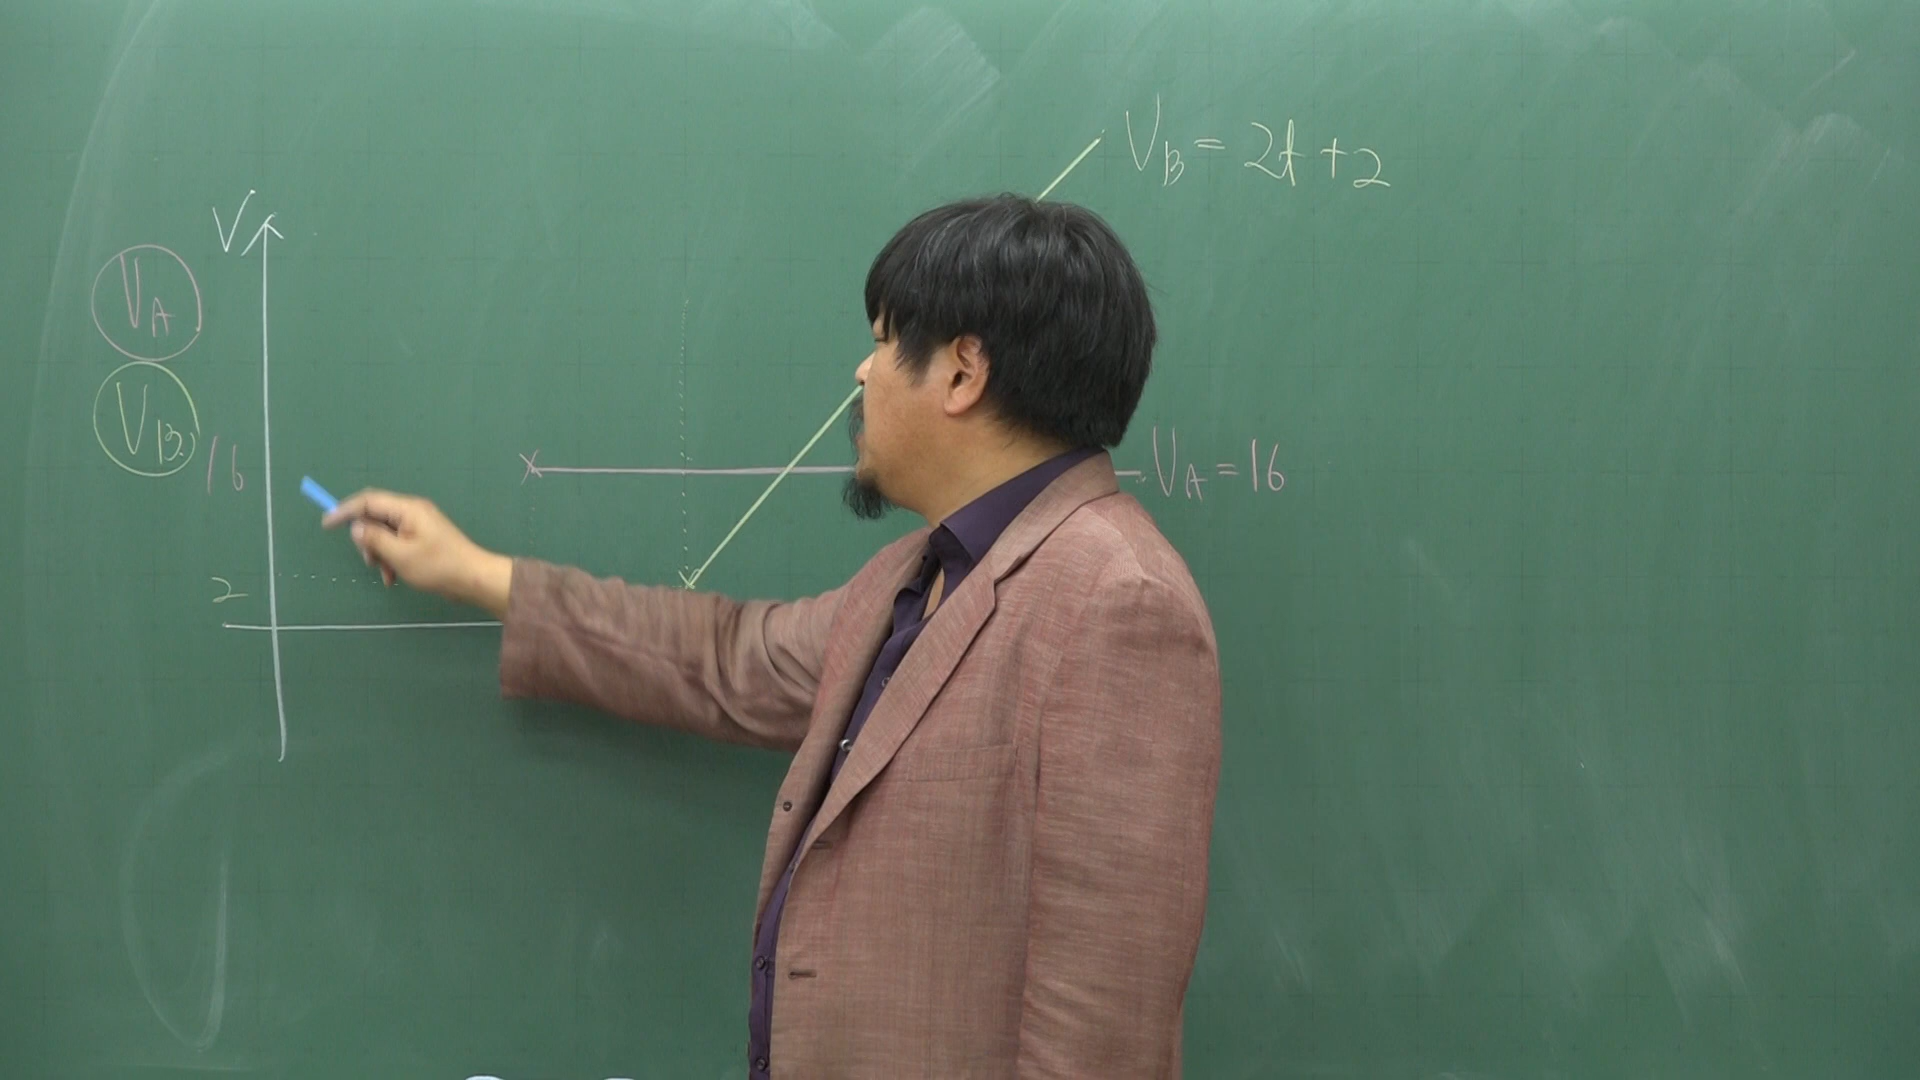 V_B = 2t + 2
V
V_A
V_B
16
V_A = 16
2